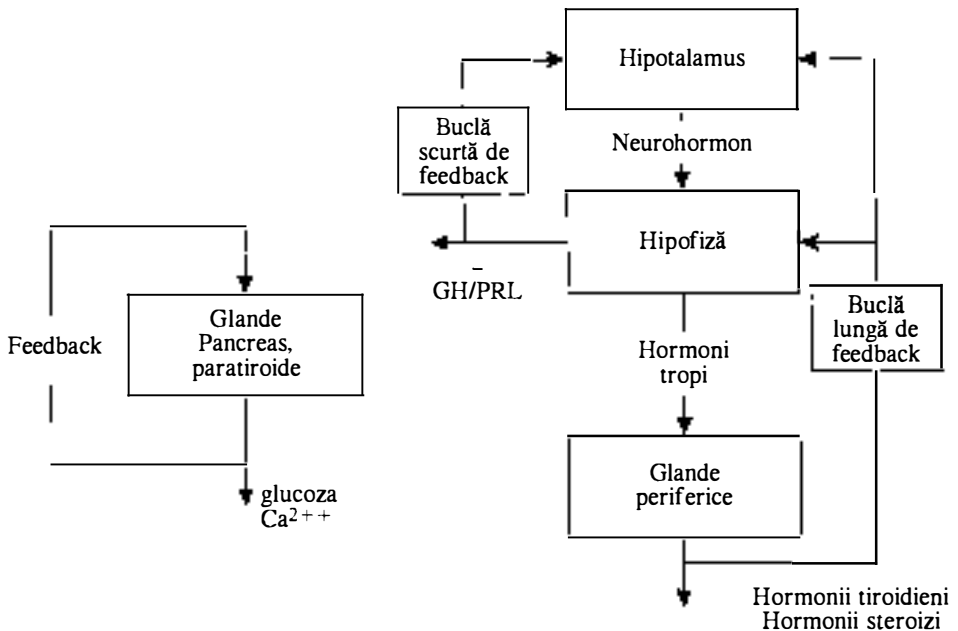 Hipotalamus
Buclă
scurtă de
feedback
Neurohormon
Hipofiză
GH/PRL
Buclă
lungă de
feedback
Hormoni
tropi
Glande
periferice
Hormonii tiroidieni
Hormonii steroizi
Feedback
Glande
Pancreas,
paratiroide
glucoza
Ca2++